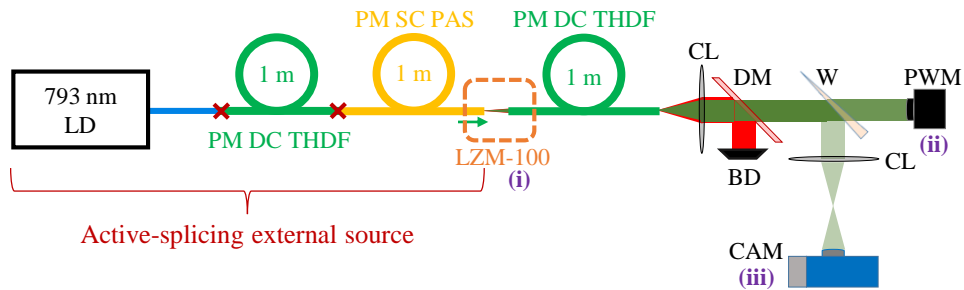 PM SC PAS
PM DC THDF
1 m
1 m
1 m
793 nm
LD
PM DC THDF
LZM-100
(i)
CL
DM
W
PWM
(ii)
BD
CL
CAM
(iii)
Active-splicing external source